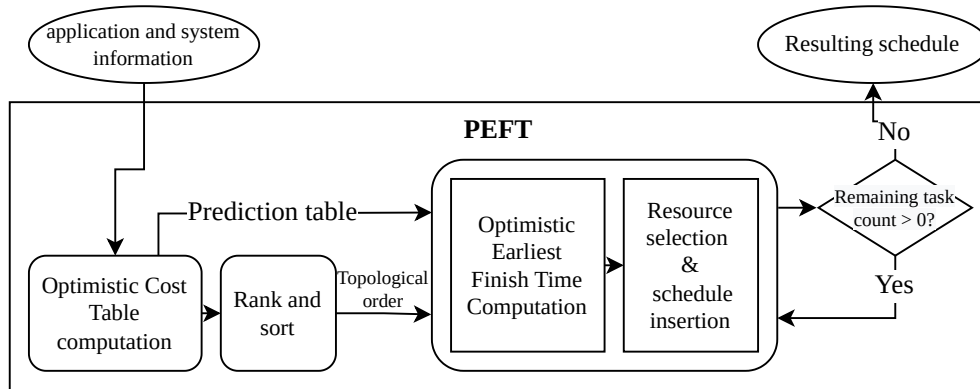 application and system
information
Resulting schedule
PEFT
No
Prediction table
Remaining task
count > 0?
Optimistic
Earliest
Finish Time
Computation
Resource
selection
&
schedule
insertion
Topological
order
Optimistic Cost
Table
computation
Rank and
sort
Yes